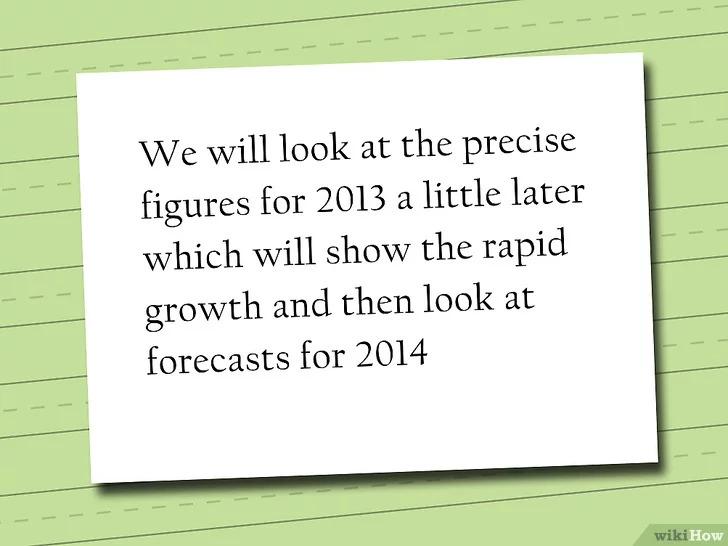 We will look at the precise
figures for 2013 a little later
which will show the rapid
growth and then look at
forecasts for 2014
wikiHow